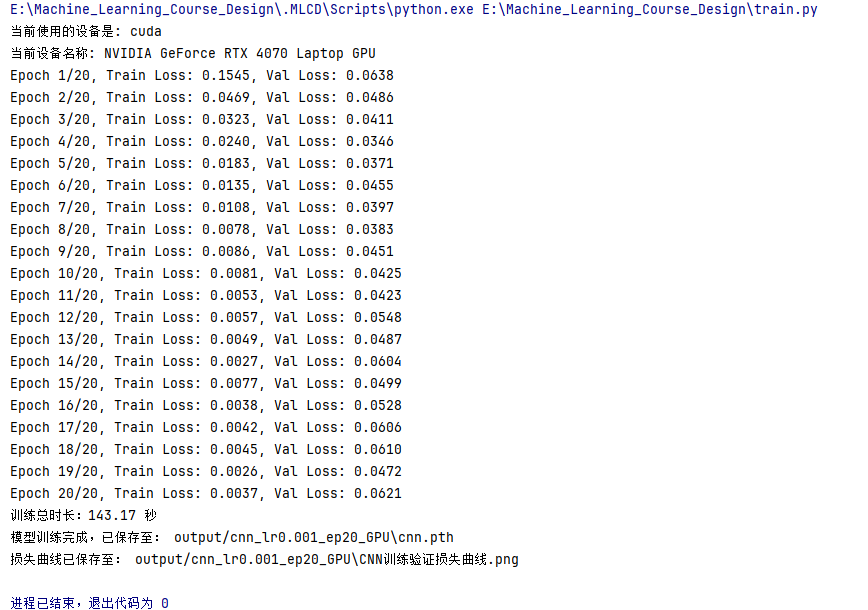 E:\Machine_Learning_Course_Design\.MLCD\Scripts\python.exe E:\Machine_Learning_Course_Design\train.py
当前使用的设备是: cuda
当前设备名称: NVIDIA GeForce RTX 4070 Laptop GPU
Epoch 1/20, Train Loss: 0.1545, Val Loss: 0.0638
Epoch 2/20, Train Loss: 0.0469, Val Loss: 0.0486
Epoch 3/20, Train Loss: 0.0323, Val Loss: 0.0411
Epoch 4/20, Train Loss: 0.0240, Val Loss: 0.0346
Epoch 5/20, Train Loss: 0.0183, Val Loss: 0.0371
Epoch 6/20, Train Loss: 0.0135, Val Loss: 0.0455
Epoch 7/20, Train Loss: 0.0108, Val Loss: 0.0397
Epoch 8/20, Train Loss: 0.0078, Val Loss: 0.0383
Epoch 9/20, Train Loss: 0.0086, Val Loss: 0.0451
Epoch 10/20, Train Loss: 0.0081, Val Loss: 0.0425
Epoch 11/20, Train Loss: 0.0053, Val Loss: 0.0423
Epoch 12/20, Train Loss: 0.0057, Val Loss: 0.0548
Epoch 13/20, Train Loss: 0.0049, Val Loss: 0.0487
Epoch 14/20, Train Loss: 0.0027, Val Loss: 0.0604
Epoch 15/20, Train Loss: 0.0077, Val Loss: 0.0499
Epoch 16/20, Train Loss: 0.0038, Val Loss: 0.0528
Epoch 17/20, Train Loss: 0.0042, Val Loss: 0.0606
Epoch 18/20, Train Loss: 0.0045, Val Loss: 0.0610
Epoch 19/20, Train Loss: 0.0026, Val Loss: 0.0472
Epoch 20/20, Train Loss: 0.0037, Val Loss: 0.0621
训练总时长：143.17 秒
模型训练完成，已保存至： output/cnn_lr0.001_ep20_GPU\cnn.pth
损失曲线已保存至： output/cnn_lr0.001_ep20_GPU\CNN训练验证损失曲线.png
进程已结束，退出代码为 0